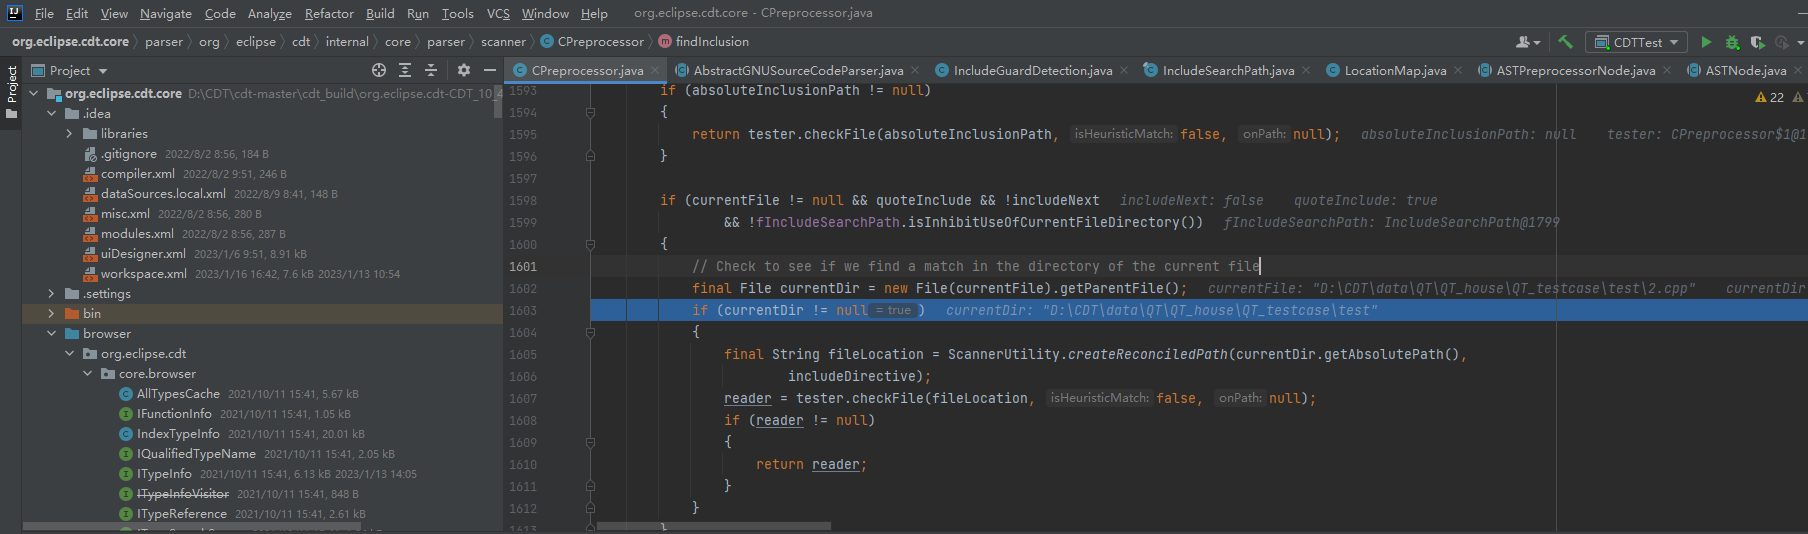 File Edit View Navigate Code Analyze Refactor Build Run Tools VCS Window Help org.eclipse.cdt.core - CPreprocessor.java
org.eclipse.cdt.core parser org eclipse cdt internal core parser scanner CPreprocessor findInclusion CDTTest
Project
Project
CPreprocessor.java AbstractGNUSourceCodeParser.java IncludeGuardDetection.java IncludeSearchPath.java LocationMap.java ASTPreprocessorNode.java ASTNode.java
org.eclipse.cdt.core D:\CDT\cdt-master\cdt_build\org.eclipse.cdt-CDT_10_4
.idea
libraries
.gitignore 2022/8/2 8:56, 184 B
compiler.xml 2022/8/2 9:51, 246 B
dataSources.local.xml 2022/8/9 8:41, 148 B
misc.xml 2022/8/2 8:56, 280 B
modules.xml 2022/8/2 8:56, 287 B
uiDesigner.xml 2023/1/6 9:51, 8.91 kB
workspace.xml 2023/1/16 16:42, 7.6 kB 2023/1/13 10:54
.settings
bin
browser
org.eclipse.cdt
core.browser
AllTypesCache 2021/10/11 15:41, 5.67 kB
IFunctionInfo 2021/10/11 15:41, 1.05 kB
IndexTypeInfo 2021/10/11 15:41, 20.01 kB
IQualifiedTypeName 2021/10/11 15:41, 2.05 kB
ITypeInfo 2021/10/11 15:41, 6.13 kB 2023/1/13 14:05
ITypeInfoVisitor 2021/10/11 15:41, 848 B
ITypeReference 2021/10/11 15:41, 2.61 kB
22
1593 if (absoluteInclusionPath != null)
1594 {
1595 return tester.checkFile(absoluteInclusionPath, isHeuristicMatch: false, onPath: null); absoluteInclusionPath: null tester: CPreprocessor$1@1
1596 }
1597
1598 if (currentFile != null && quoteInclude && !includeNext includeNext: false quoteInclude: true
1599 && !fIncludeSearchPath.isInhibitUseOfCurrentFileDirectory()) fIncludeSearchPath: IncludeSearchPath@1799
1600 {
1601 // Check to see if we find a match in the directory of the current file
1602 final File currentDir = new File(currentFile).getParentFile(); currentFile: "D:\CDT\data\QT\QT_house\QT_testcase\test\2.cpp" currentDir
1603 if (currentDir != null = true ) currentDir: "D:\CDT\data\QT\QT_house\QT_testcase\test"
1604 {
1605 final String fileLocation = ScannerUtility.createReconciledPath(currentDir.getAbsolutePath(),
1606 includeDirective);
1607 reader = tester.checkFile(fileLocation, isHeuristicMatch: false, onPath: null);
1608 if (reader != null)
1609 {
1610 return reader;
1611 }
1612 }
1613 }